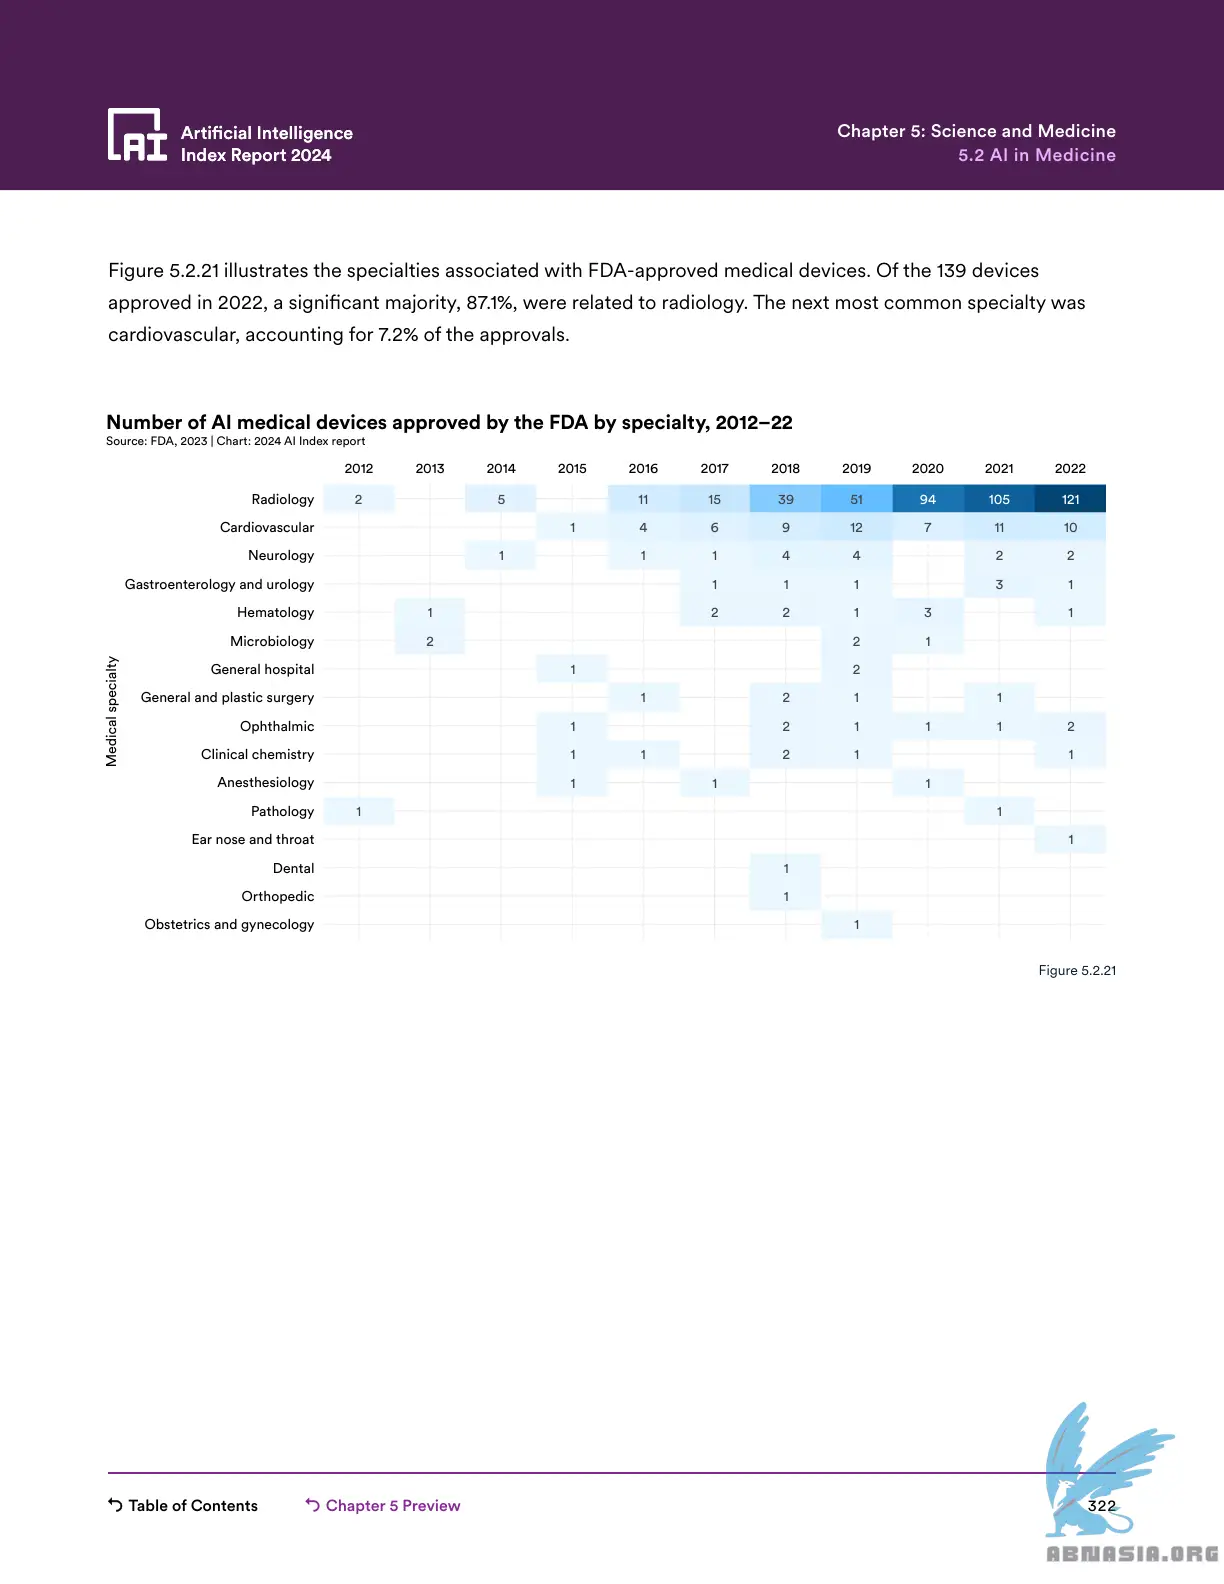 Artificial Intelligence
Index Report 2024
Chapter 5: Science and Medicine
5.2 AI in Medicine
Figure 5.2.21 illustrates the specialties associated with FDA-approved medical devices. Of the 139 devices
approved in 2022, a significant majority, 87.1%, were related to radiology. The next most common specialty was
cardiovascular, accounting for 7.2% of the approvals.
Number of AI medical devices approved by the FDA by specialty, 2012–22
Source: FDA, 2023 | Chart: 2024 AI Index report
2012 2013 2014 2015 2016 2017 2018 2019 2020 2021 2022
Radiology 2 5 11 15 39 51 94 105 121
Cardiovascular 1 4 6 9 12 7 11 10
Neurology 1 1 1 4 4 2 2
Gastroenterology and urology 1 1 1 3 1
Hematology 1 2 2 1 3 1
Microbiology 2 2 1
General hospital 1 2
General and plastic surgery 1 2 1 1
Ophthalmic 1 2 1 1 1 2
Clinical chemistry 1 1 2 1 1
Anesthesiology 1 1 1
Pathology 1 1
Ear nose and throat 1
Dental 1
Orthopedic 1
Obstetrics and gynecology 1
Medical specialty
Figure 5.2.21
Table of Contents
Chapter 5 Preview
322
ABNASIA.ORG